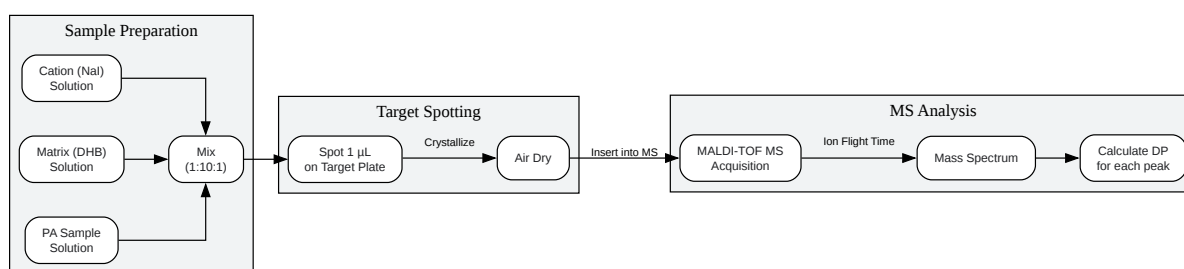 Sample Preparation
Cation (NaI)
Solution
Matrix (DHB)
Solution
PA Sample
Solution
Mix
(1:10:1)
Target Spotting
Spot 1 µL
on Target Plate
Crystallize
Air Dry
Insert into MS
MS Analysis
MALDI-TOF MS
Acquisition
Ion Flight Time
Mass Spectrum
Calculate DP
for each peak